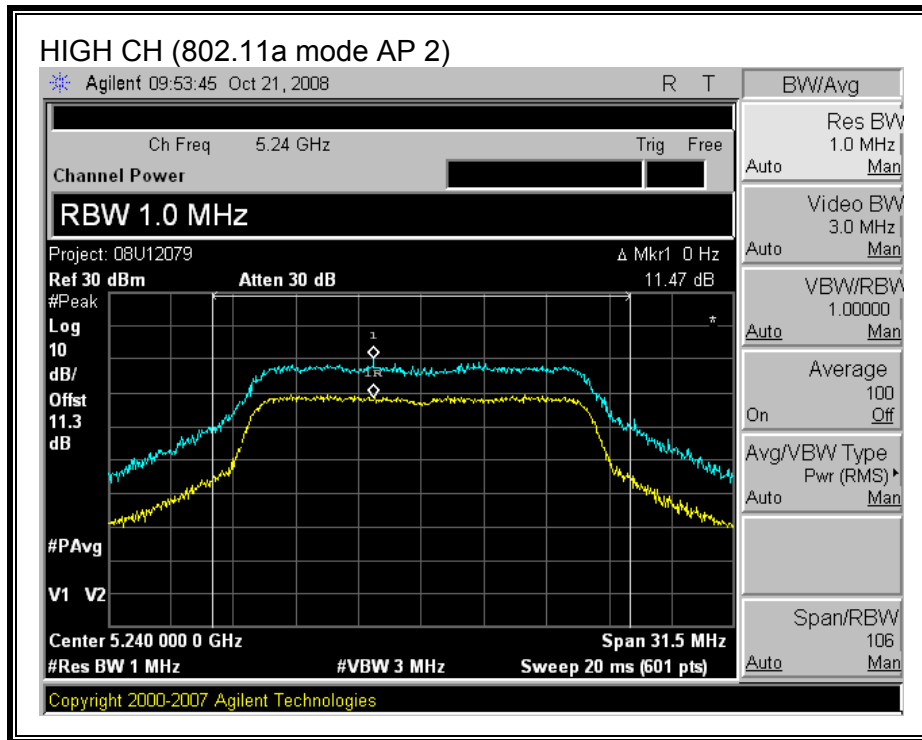 HIGH CH (802.11a mode AP 2)
Agilent 09:53:45 Oct 21, 2008 R T
BW/Avg
Ch Freq 5.24 GHz Trig Free
Channel Power
RBW 1.0 MHz
Project: 08U12079 Δ Mkr1 0 Hz
Ref 30 dBm Atten 30 dB 11.47 dB
#Peak
Log
10
dB/
Offst
11.3
dB
1
1R
*
#PAvg
V1 V2
Center 5.240 000 0 GHz Span 31.5 MHz
#Res BW 1 MHz #VBW 3 MHz Sweep 20 ms (601 pts)
Copyright 2000-2007 Agilent Technologies
Res BW
1.0 MHz
Auto Man
Video BW
3.0 MHz
Auto Man
VBW/RBW
1.00000
Auto Man
Average
100
On Off
Avg/VBW Type
Pwr (RMS)
Auto Man
Span/RBW
106
Auto Man